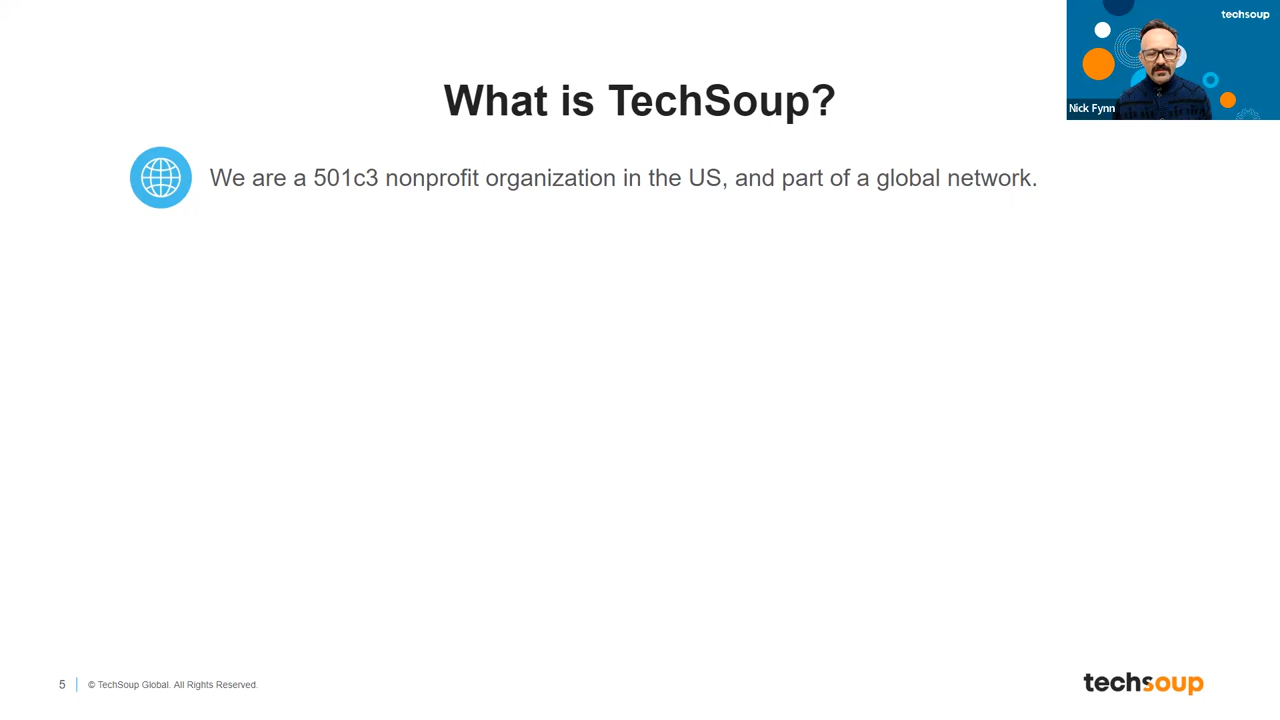 techsoup
Nick Fynn
What is TechSoup?
We are a 501c3 nonprofit organization in the US, and part of a global network.
5
© TechSoup Global. All Rights Reserved.
techsoup